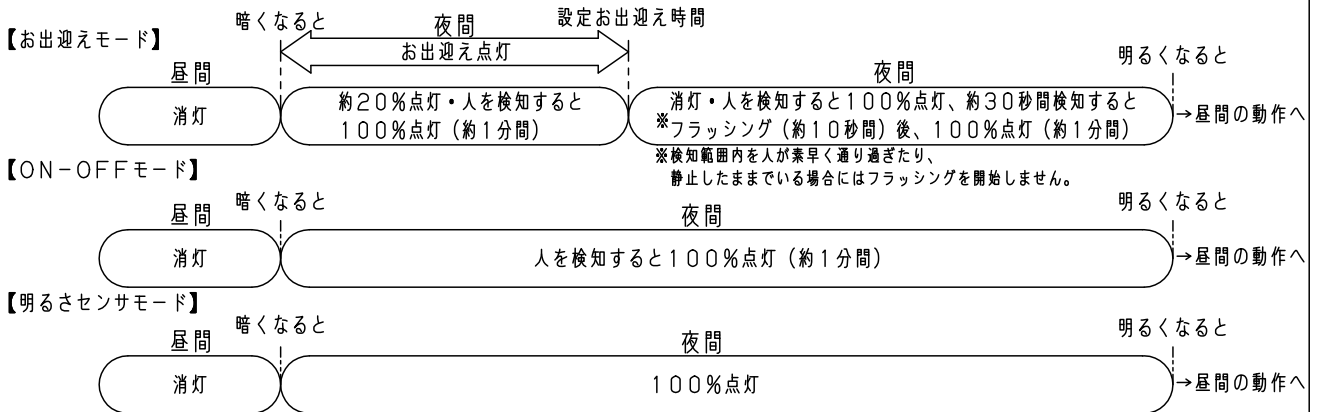 【お出迎えモード】
暗くなると
夜間
設定お出迎え時間
お出迎え点灯
明るくなると
昼間
夜間
消灯
約20%点灯・人を検知すると
100%点灯（約1分間）
消灯・人を検知すると100%点灯、約30秒間検知すると
※フラッシング（約10秒間）後、100%点灯（約1分間）
→昼間の動作へ
※検知範囲内を人が素早く通り過ぎたり、
静止したままでいる場合にはフラッシングを開始しません。
【ON-OFFモード】
昼間
暗くなると
夜間
明るくなると
消灯
人を検知すると100%点灯（約1分間）
→昼間の動作へ
【明るさセンサモード】
昼間
暗くなると
夜間
明るくなると
消灯
100%点灯
→昼間の動作へ